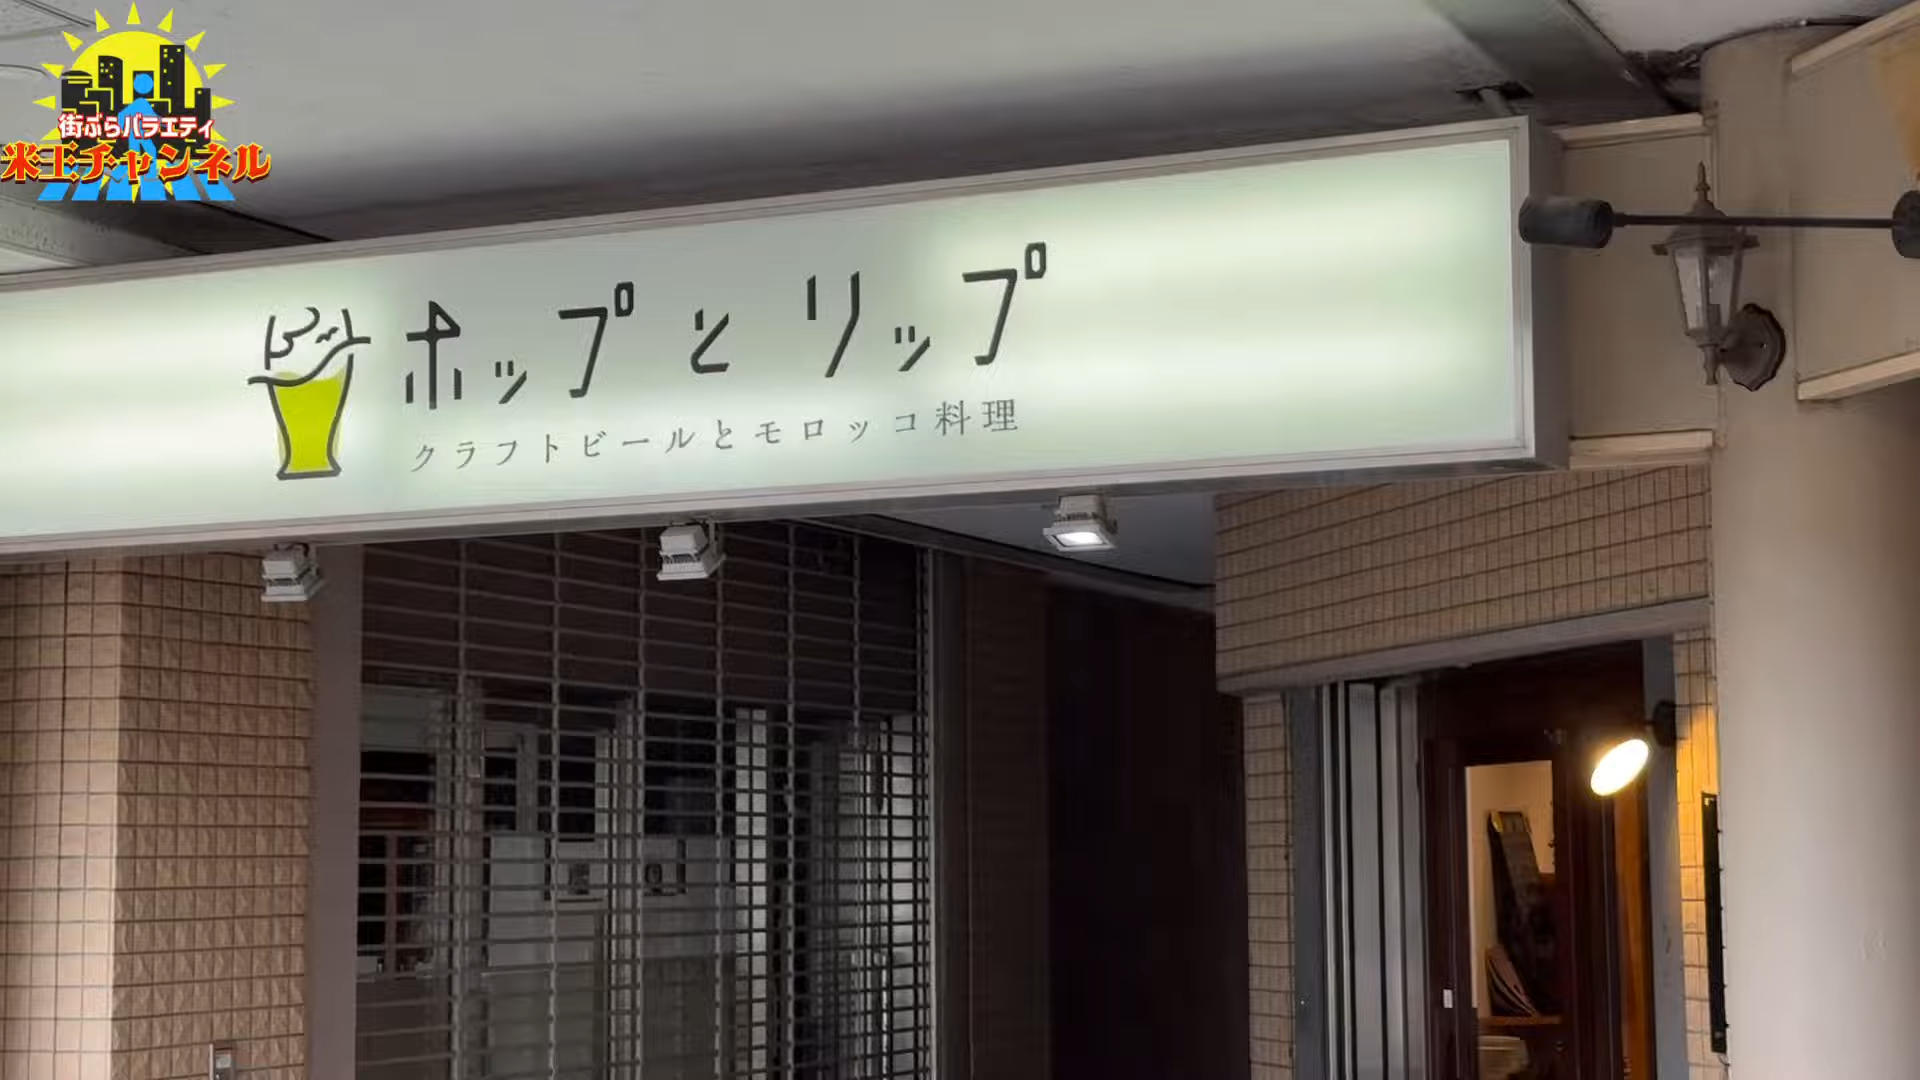 街ぶらバラエティ
米王チャンネル
ホップとリップ
クラフトビールとモロッコ料理